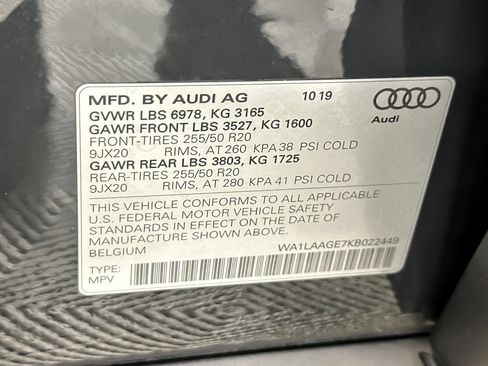 MFD. BY AUDI AG 10 19
GVWR LBS 6978, KG 3165
GAWR FRONT LBS 3527, KG 1600
FRONT-TIRES 255/50 R20
9JX20 RIMS, AT 260 KPA 38 PSI COLD
GAWR REAR LBS 3803, KG 1725
REAR-TIRES 255/50 R20
9JX20 RIMS, AT 280 KPA 41 PSI COLD
THIS VEHICLE CONFORMS TO ALL APPLICABLE
U.S. FEDERAL MOTOR VEHICLE SAFETY
STANDARDS IN EFFECT ON THE DATE OF
MANUFACTURE SHOWN ABOVE.
BELGIUM
WA1LAAGE7KB022449
TYPE:
MPV
Audi